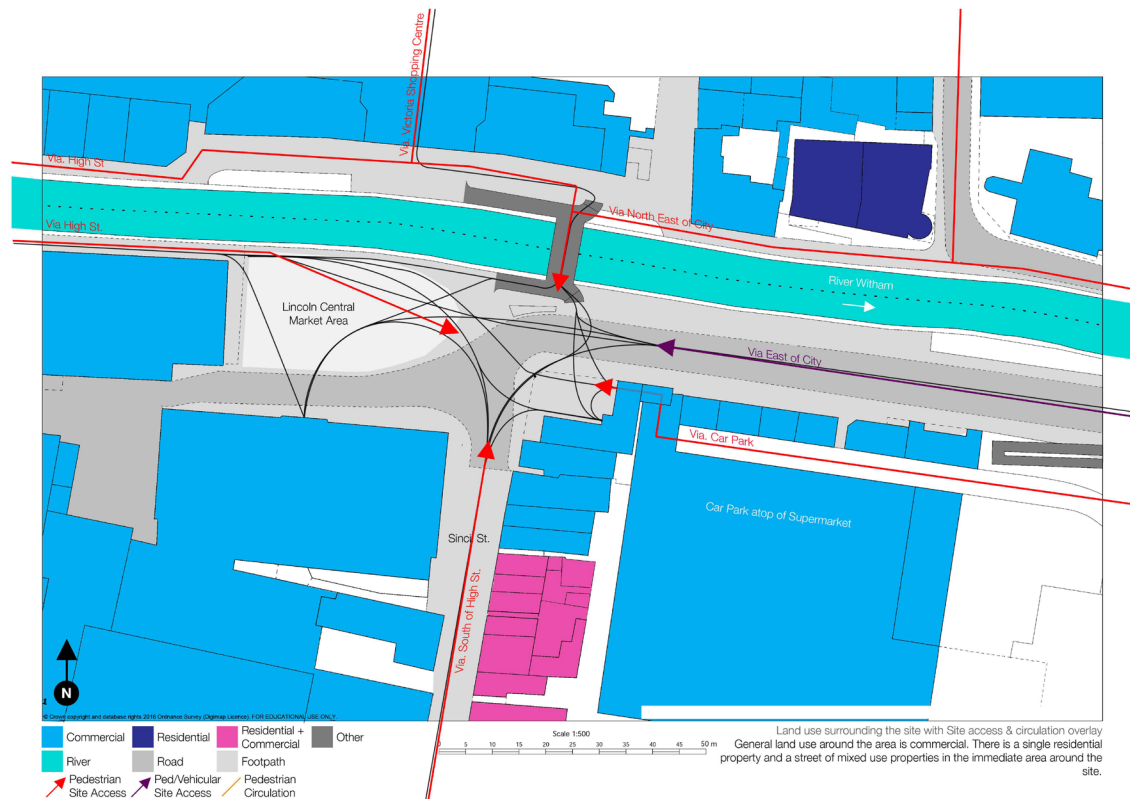 Via. Victoria Shopping Centre
Via. High St
Via North East of City
Via High St.
River Witham
Lincoln Central
Market Area
Via East of City
Via. Car Park
Car Park atop of Supermarket
Sincil St.
Via. South of High St.
N
© Crown copyright and database rights 2016 Ordnance Survey (Digimap Licence). FOR EDUCATIONAL USE ONLY.
Commercial
Residential
Residential +
Commercial
Other
River
Road
Footpath
Pedestrian
Site Access
Ped/Vehicular
Site Access
Pedestrian
Circulation
Scale 1:500
0 5 10 15 20 25 30 35 40 50 m
Land use surrounding the site with Site access & circulation overlay
General land use around the area is commercial. There is a single residential
property and a street of mixed use properties in the immediate area around the
site.